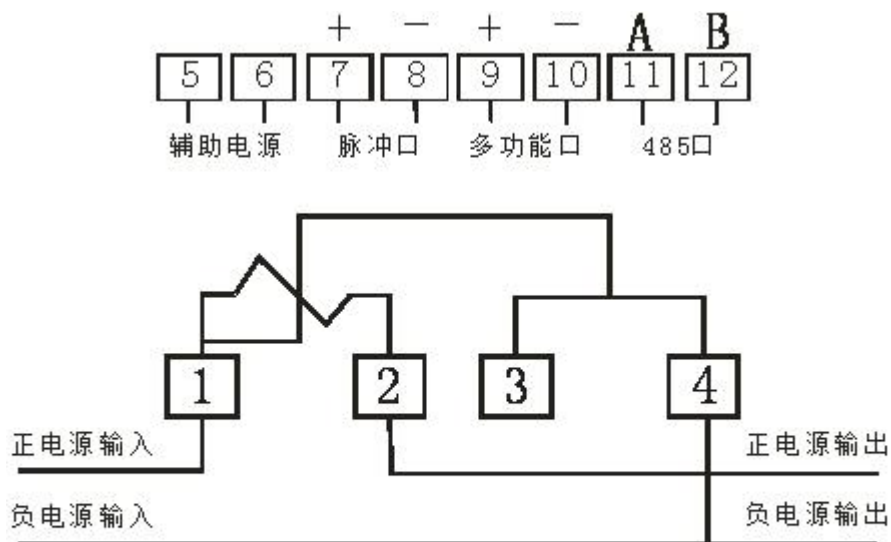 + - + - A B
5 6 7 8 9 10 11 12
辅助电源 脉冲口 多功能口 485口
1 2 3 4
正电源输入 正电源输出
负电源输入 负电源输出